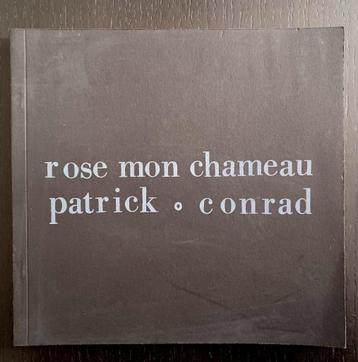 rose mon chameau
patrick • conrad